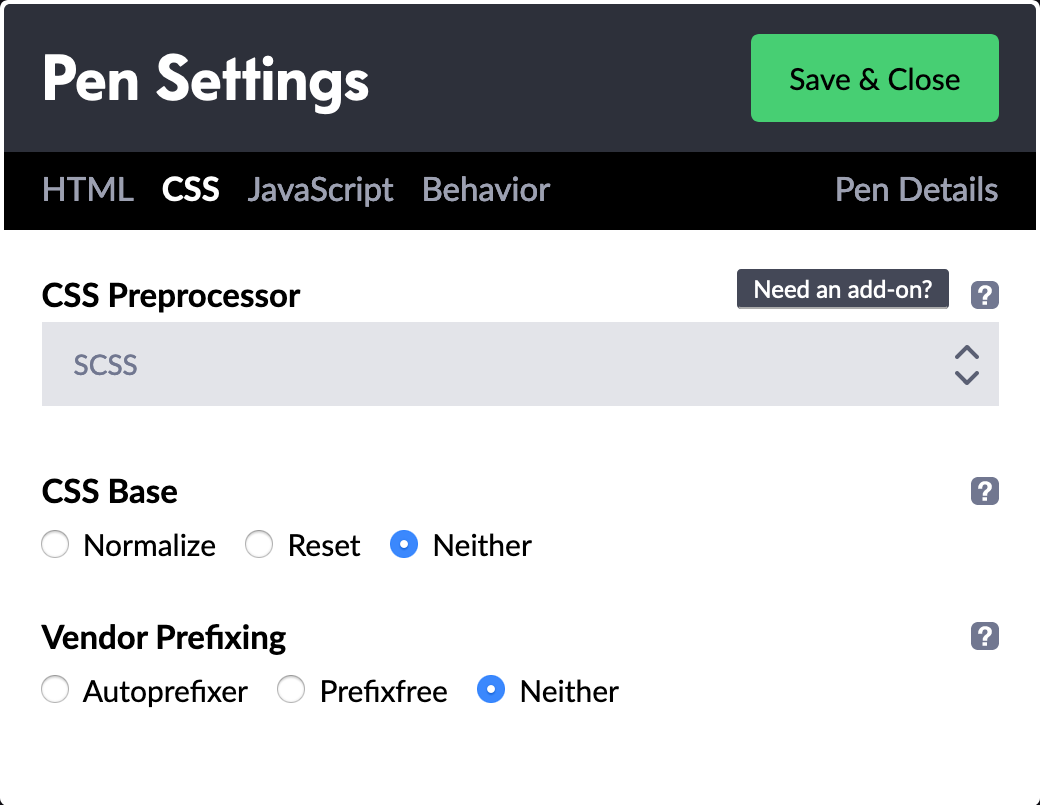 Pen Settings
Save & Close
HTML CSS JavaScript Behavior Pen Details
CSS Preprocessor Need an add-on? ?
SCSS
CSS Base ?
Normalize Reset Neither
Vendor Prefixing ?
Autoprefixer Prefixfree Neither